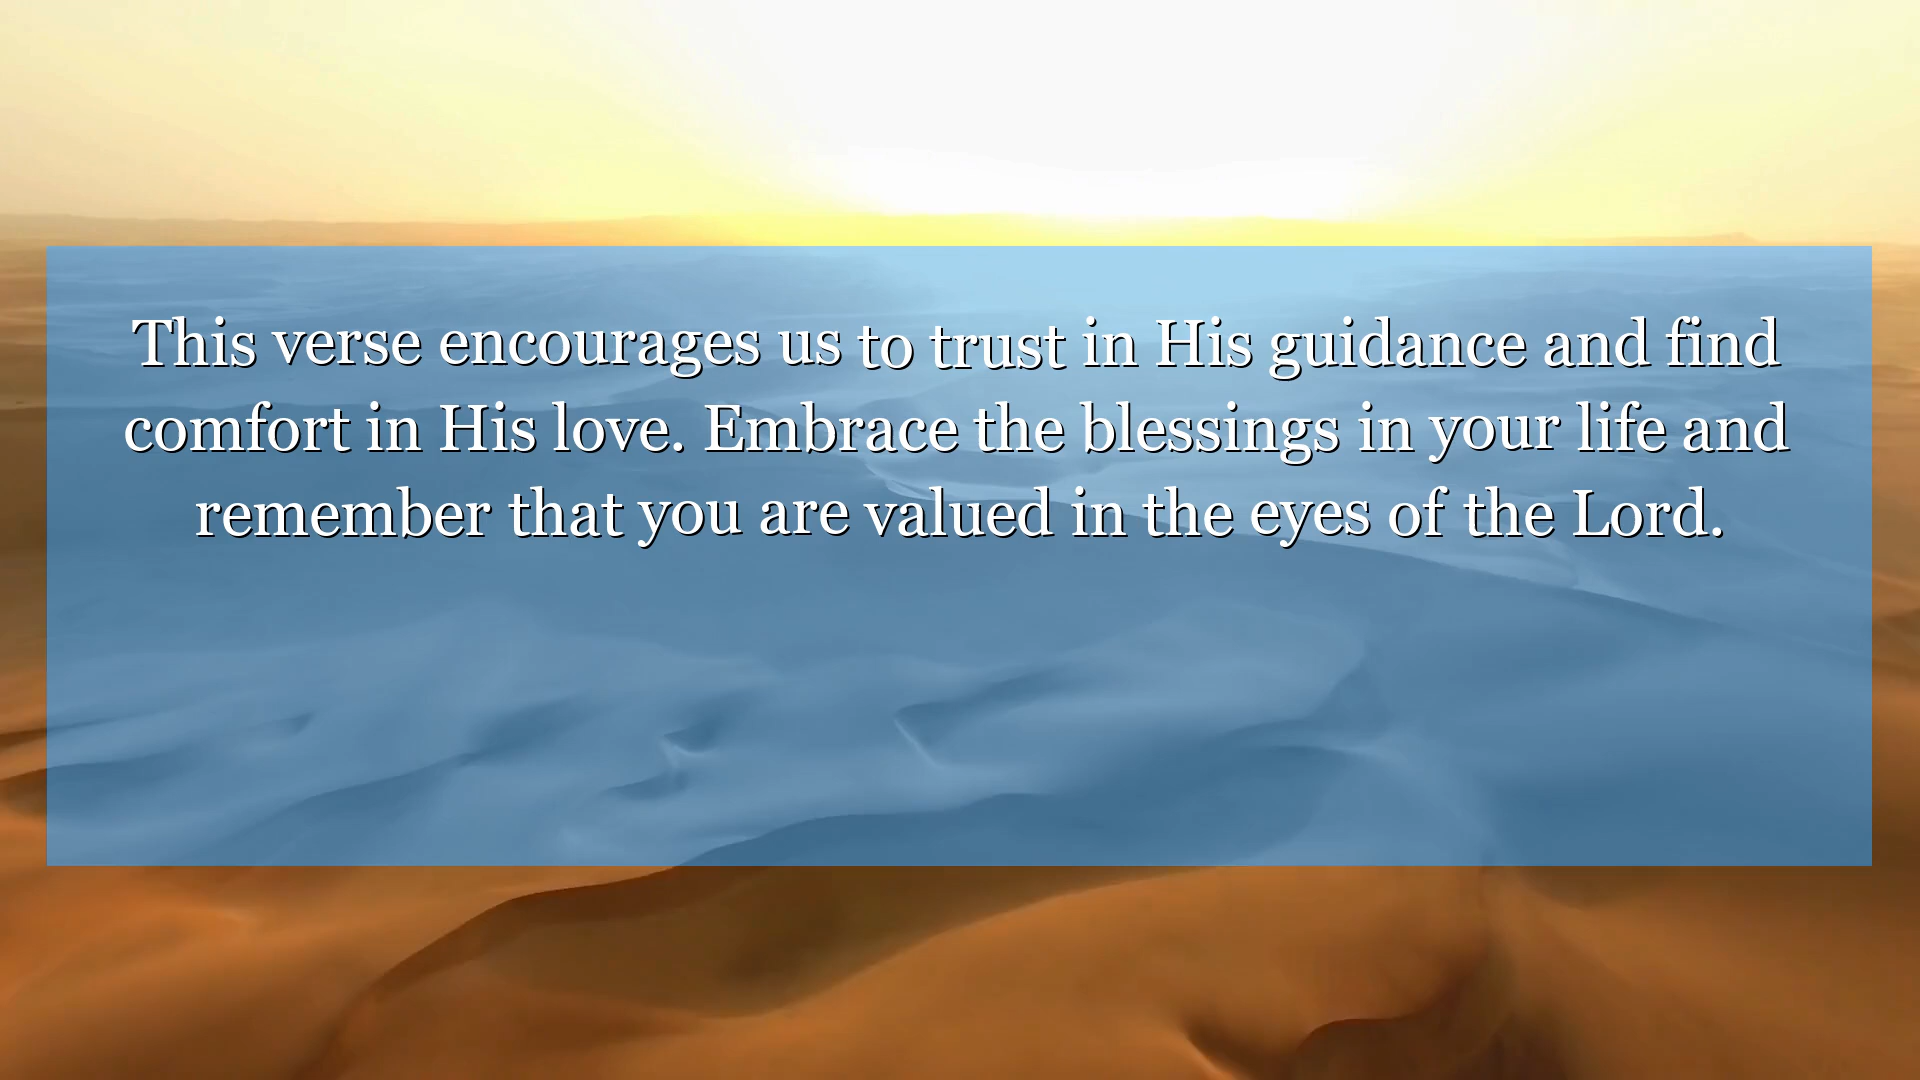 This verse encourages us to trust in His guidance and find
comfort in His love. Embrace the blessings in your life and
remember that you are valued in the eyes of the Lord.